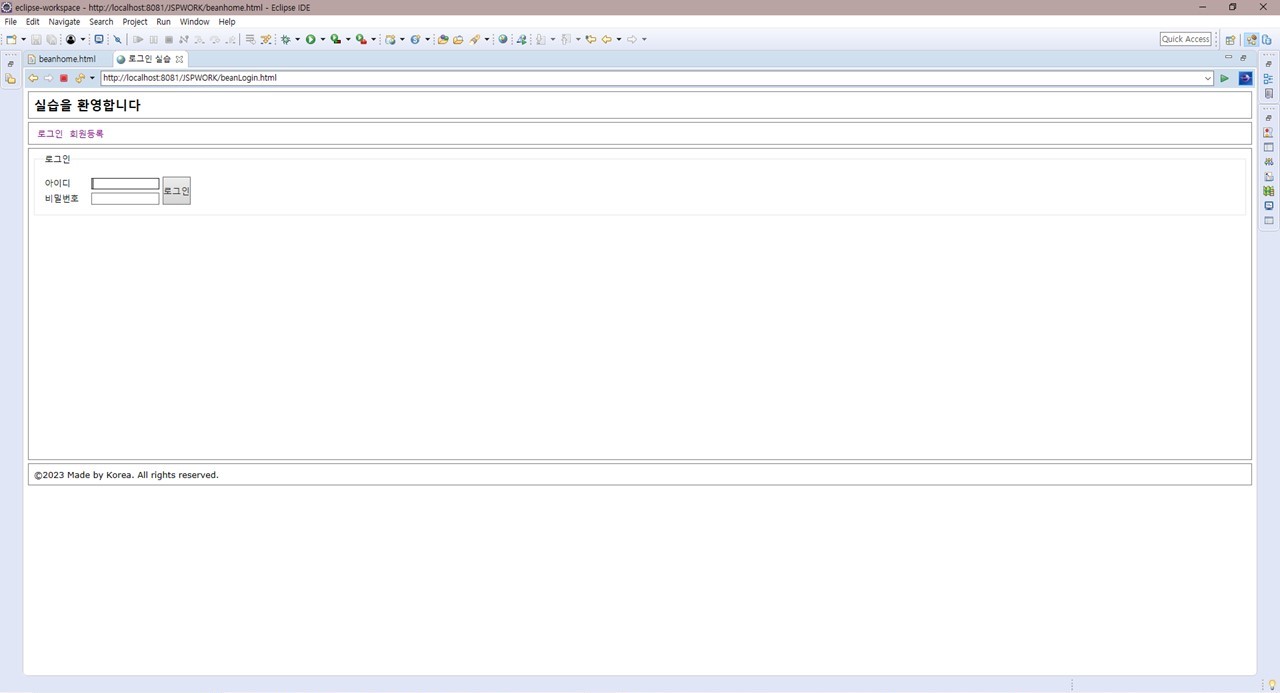 eclipse-workspace - http://localhost:8081/JSPWORK/beanhome.html - Eclipse IDE
File Edit Navigate Search Project Run Window Help
Quick Access
beanhome.html 로그인 실습
http://localhost:8081/JSPWORK/beanLogin.html
실습을 환영합니다
로그인 회원등록
로그인
아이디
로그인
비밀번호
©2023 Made by Korea. All rights reserved.